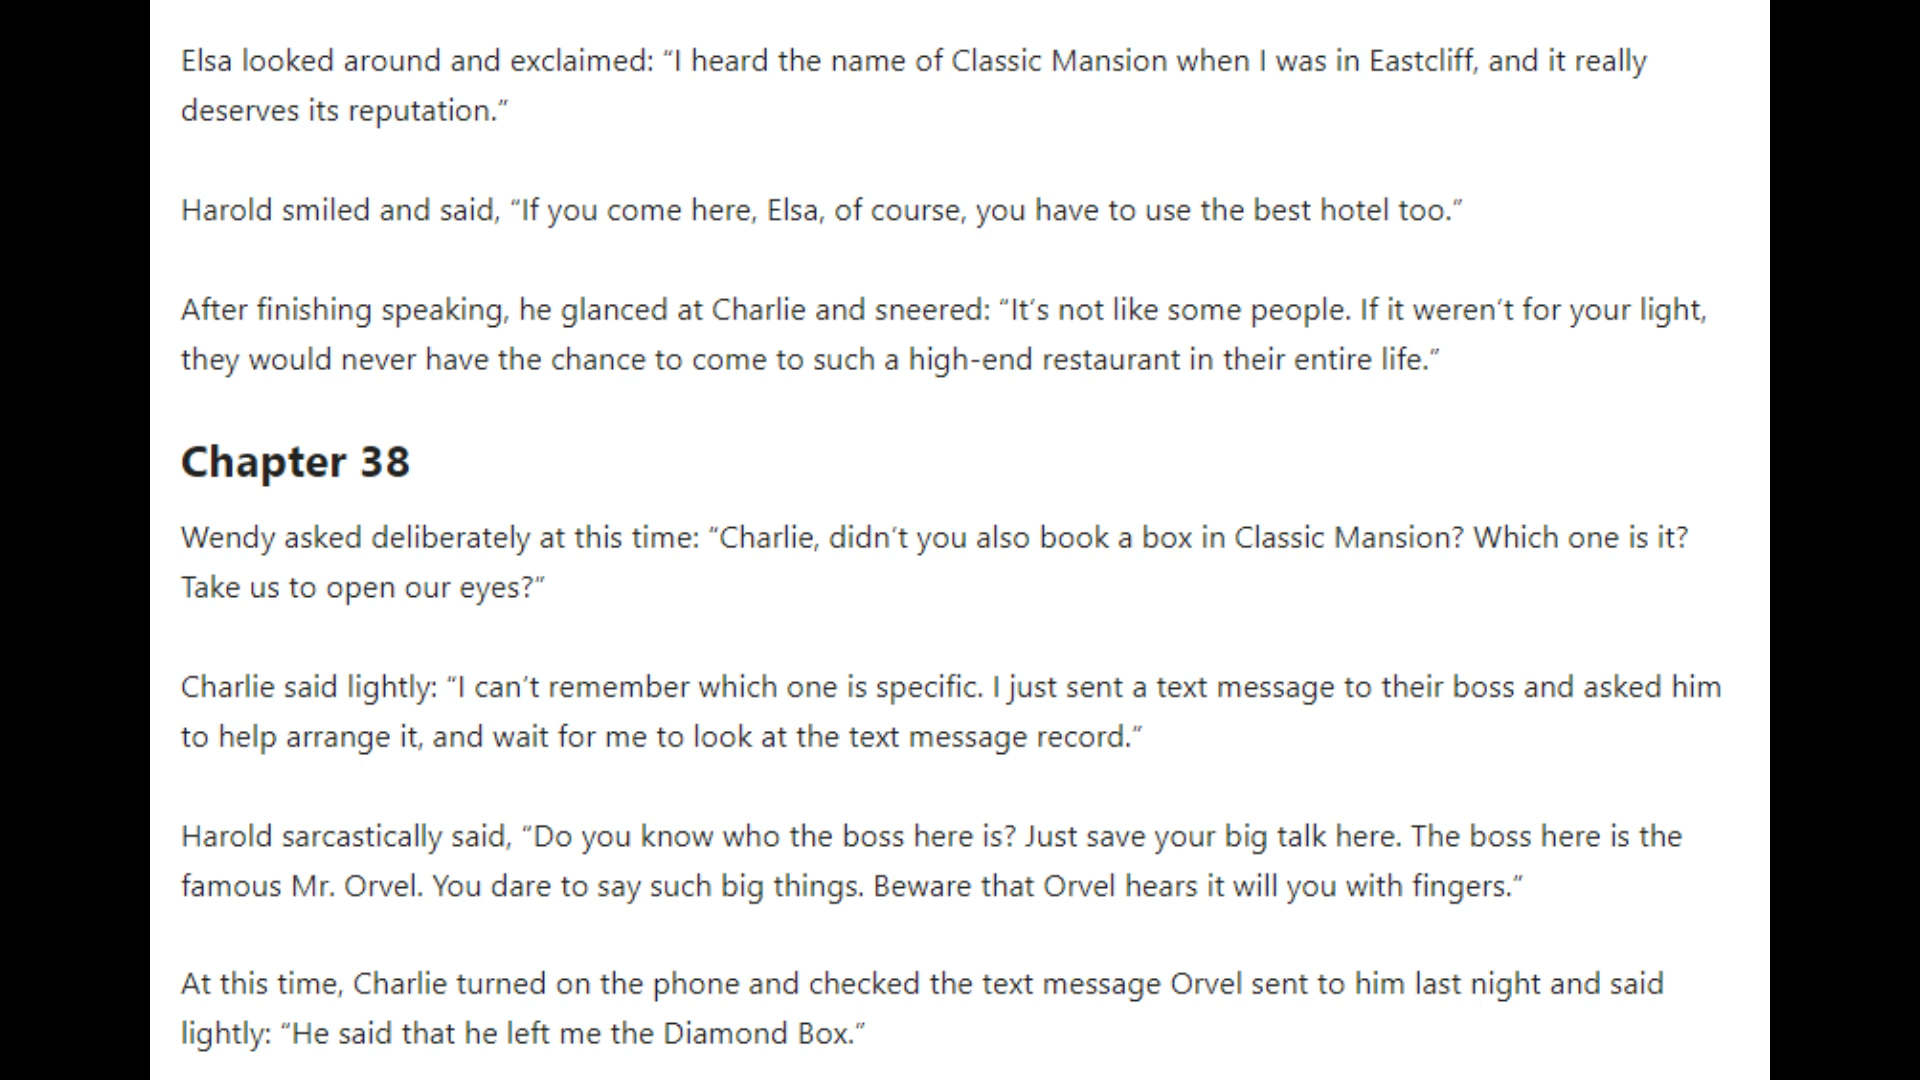 Elsa looked around and exclaimed: “I heard the name of Classic Mansion when I was in Eastcliff, and it really
deserves its reputation.”
Harold smiled and said, “If you come here, Elsa, of course, you have to use the best hotel too.”
After finishing speaking, he glanced at Charlie and sneered: “It’s not like some people. If it weren’t for your light,
they would never have the chance to come to such a high-end restaurant in their entire life.”
Chapter 38
Wendy asked deliberately at this time: “Charlie, didn’t you also book a box in Classic Mansion? Which one is it?
Take us to open our eyes?”
Charlie said lightly: “I can’t remember which one is specific. I just sent a text message to their boss and asked him
to help arrange it, and wait for me to look at the text message record.”
Harold sarcastically said, “Do you know who the boss here is? Just save your big talk here. The boss here is the
famous Mr. Orvel. You dare to say such big things. Beware that Orvel hears it will you with fingers.”
At this time, Charlie turned on the phone and checked the text message Orvel sent to him last night and said
lightly: “He said that he left me the Diamond Box.”